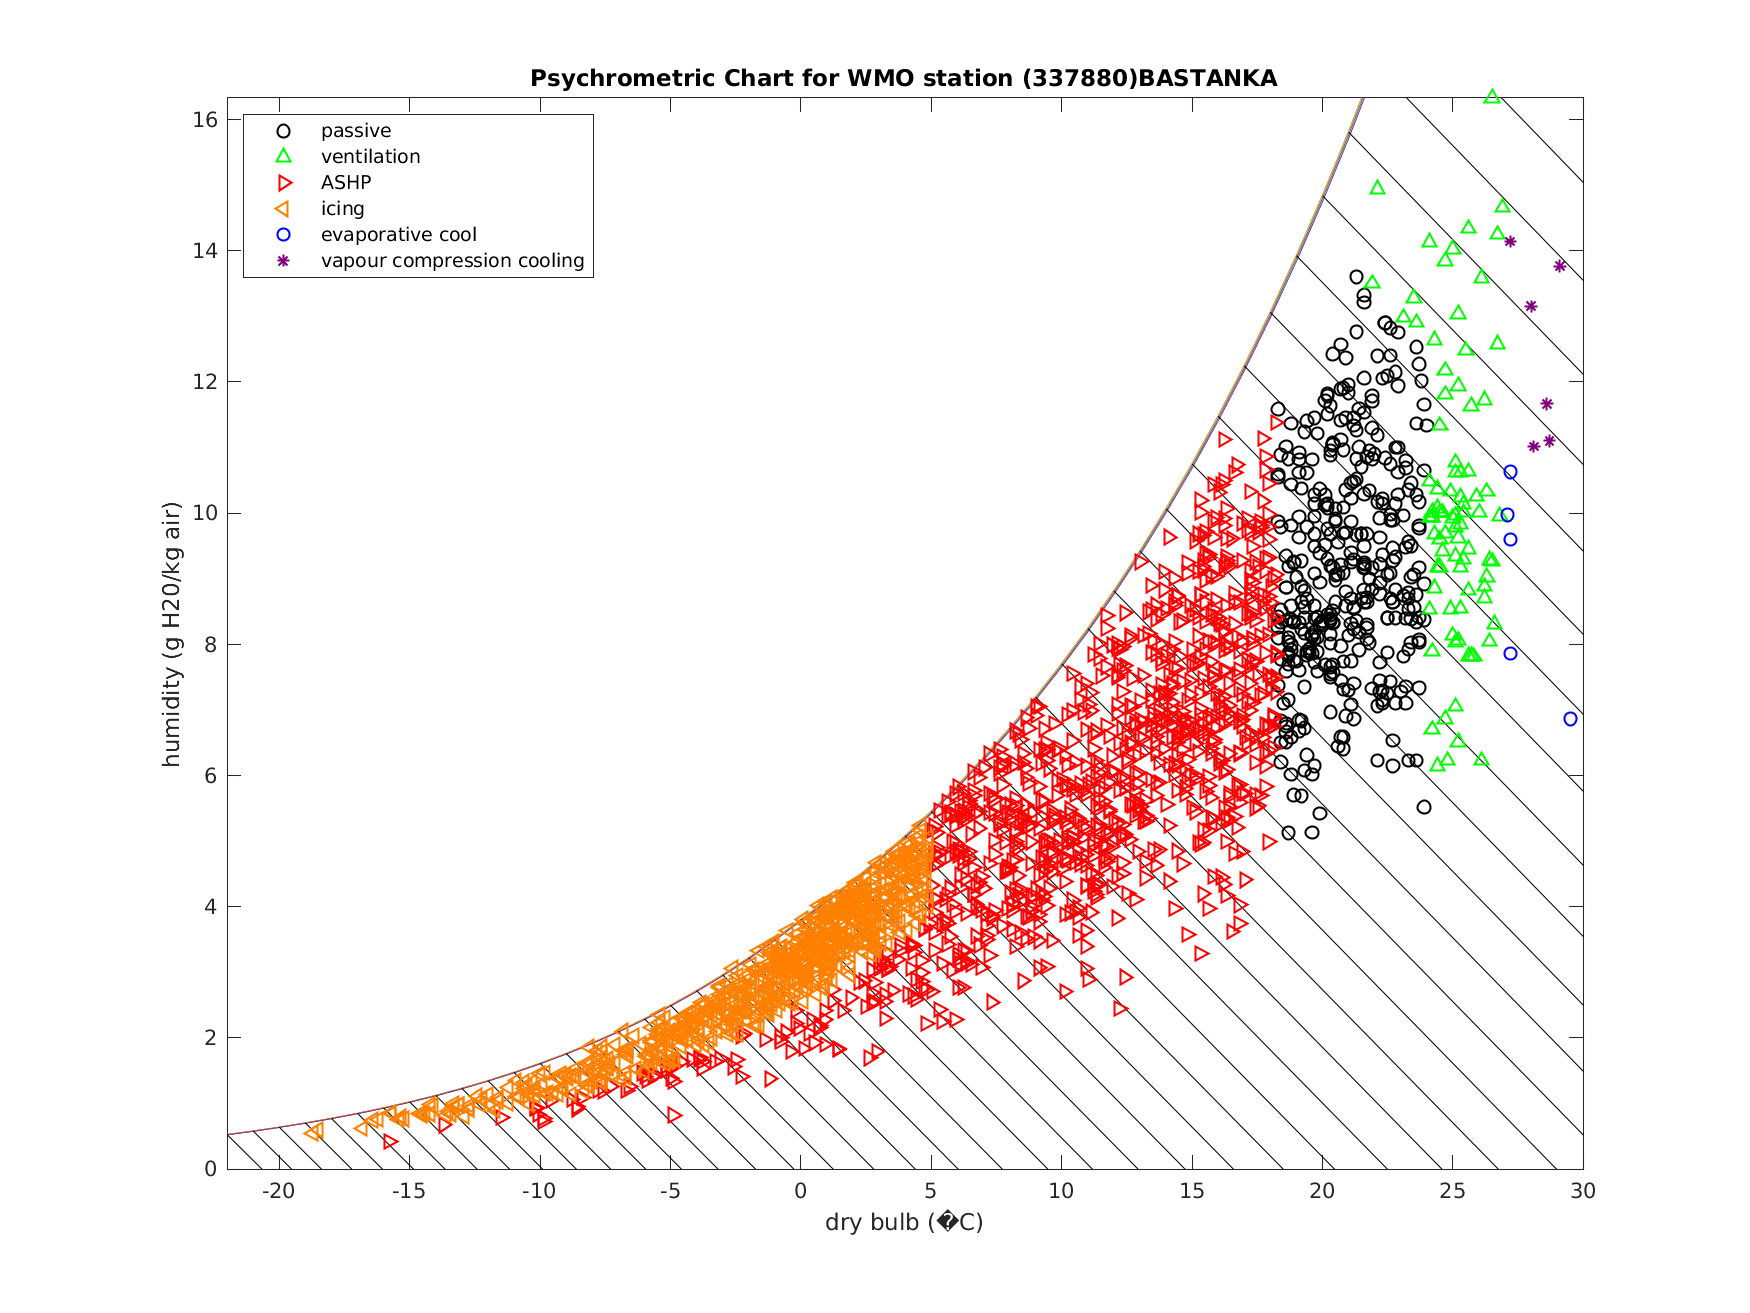 Psychrometric Chart for WMO station (337880)BASTANKA
passive
ventilation
ASHP
icing
evaporative cool
vapour compression cooling
humidity (g H20/kg air)
16
14
12
10
8
6
4
2
0
-20 -15 -10 -5 0 5 10 15 20 25 30
dry bulb (�C)